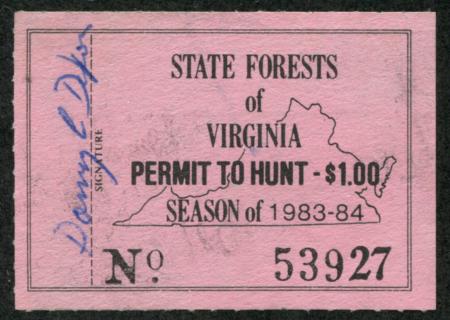 STATE FORESTS
of
VIRGINIA
PERMIT TO HUNT - $1.00
SEASON of 1983-84
Nº 53927
SIGNATURE